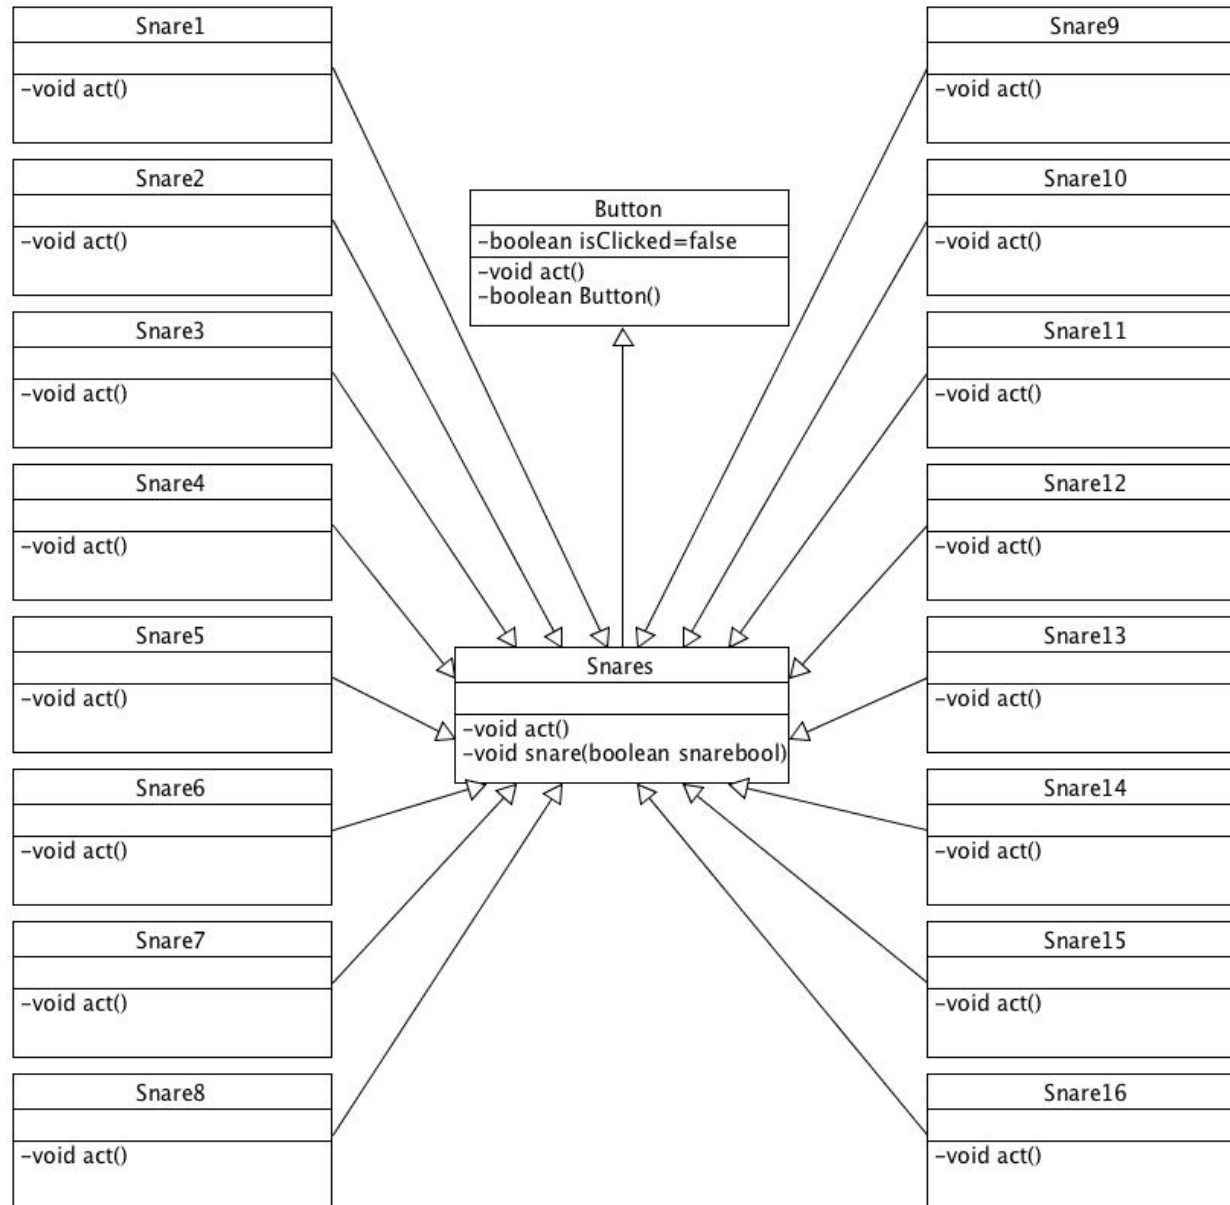 Snare1
-void act()
Snare2
-void act()
Snare3
-void act()
Snare4
-void act()
Snare5
-void act()
Snare6
-void act()
Snare7
-void act()
Snare8
-void act()
Button
-boolean isClicked=false
-void act()
-boolean Button()
Snares
-void act()
-void snare(boolean snarebool)
Snare9
-void act()
Snare10
-void act()
Snare11
-void act()
Snare12
-void act()
Snare13
-void act()
Snare14
-void act()
Snare15
-void act()
Snare16
-void act()